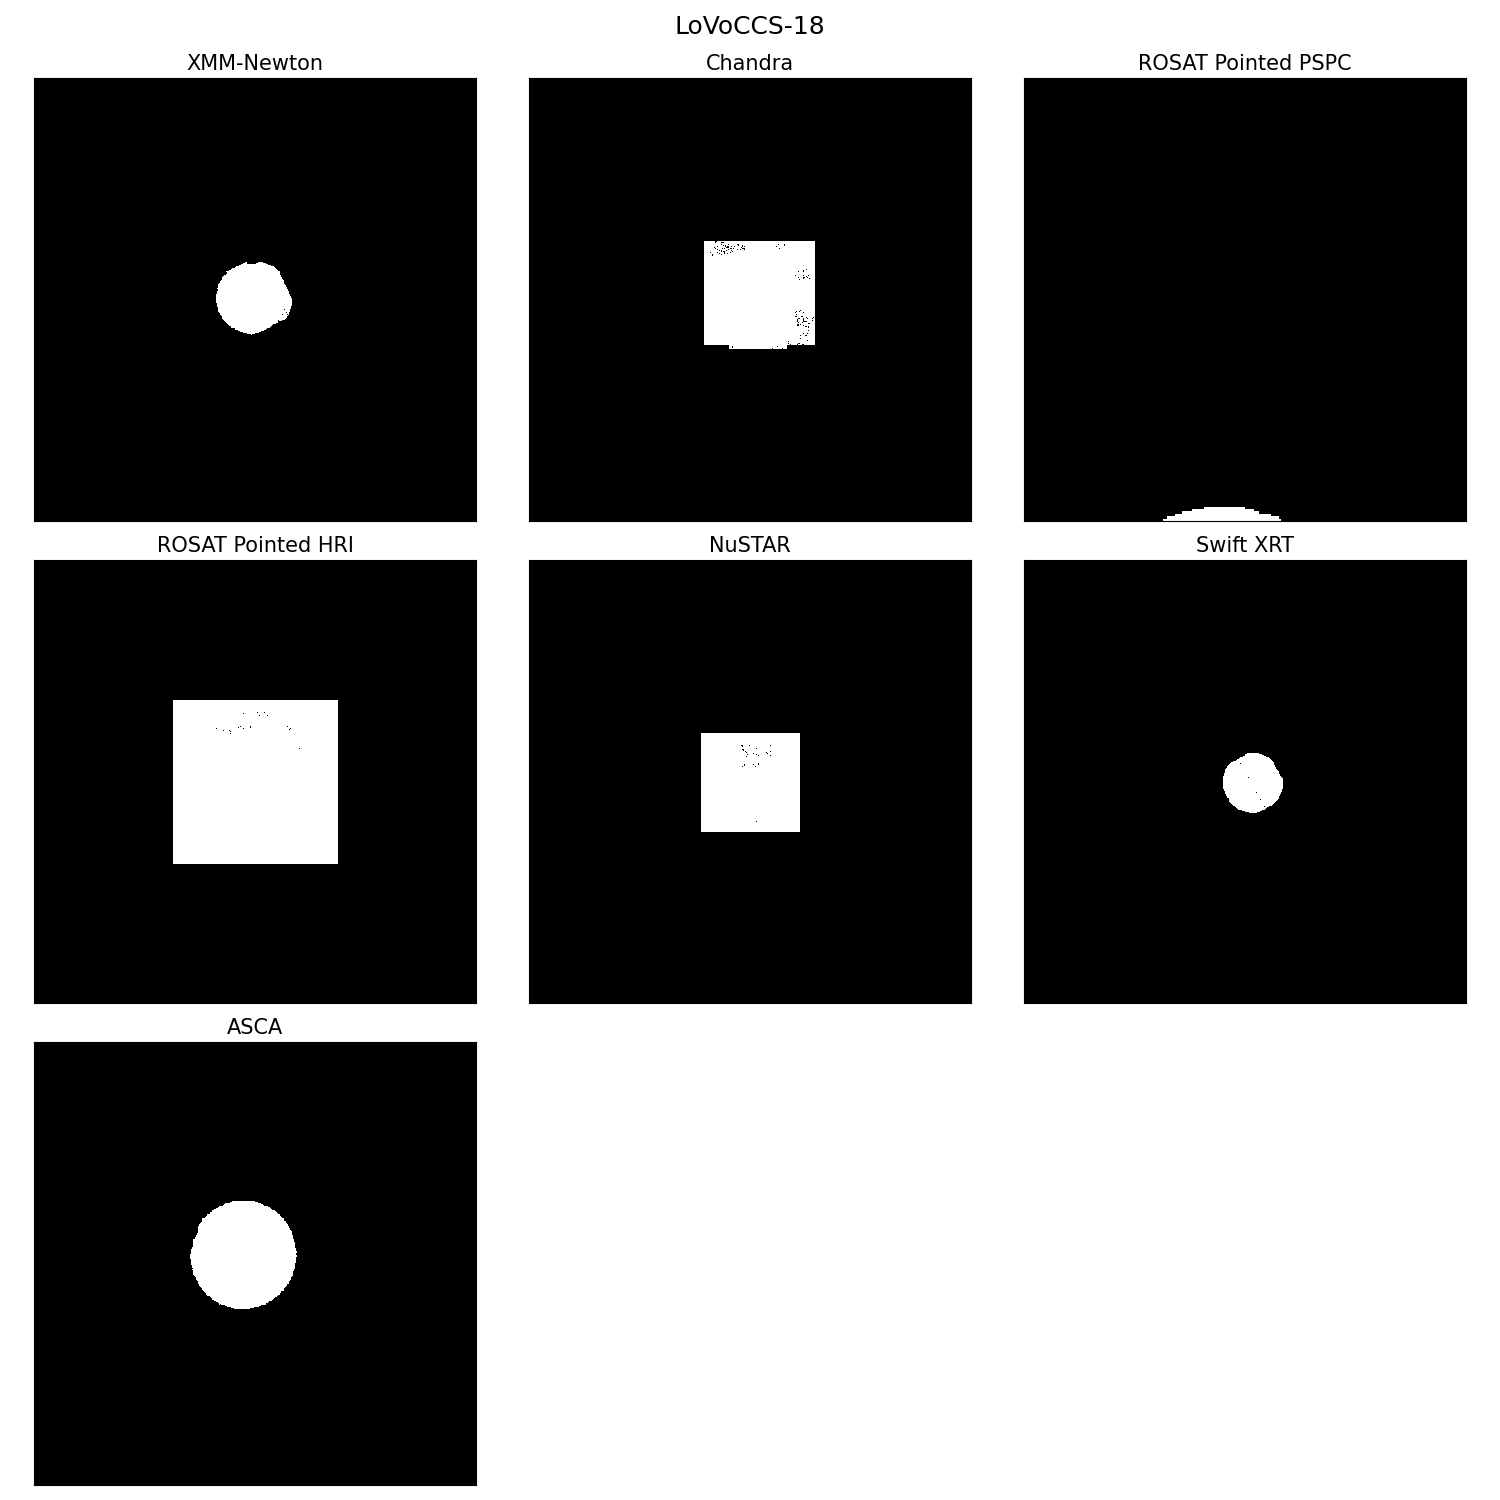 LoVoCCS-18
XMM-Newton
Chandra
ROSAT Pointed PSPC
ROSAT Pointed HRI
NuSTAR
Swift XRT
ASCA